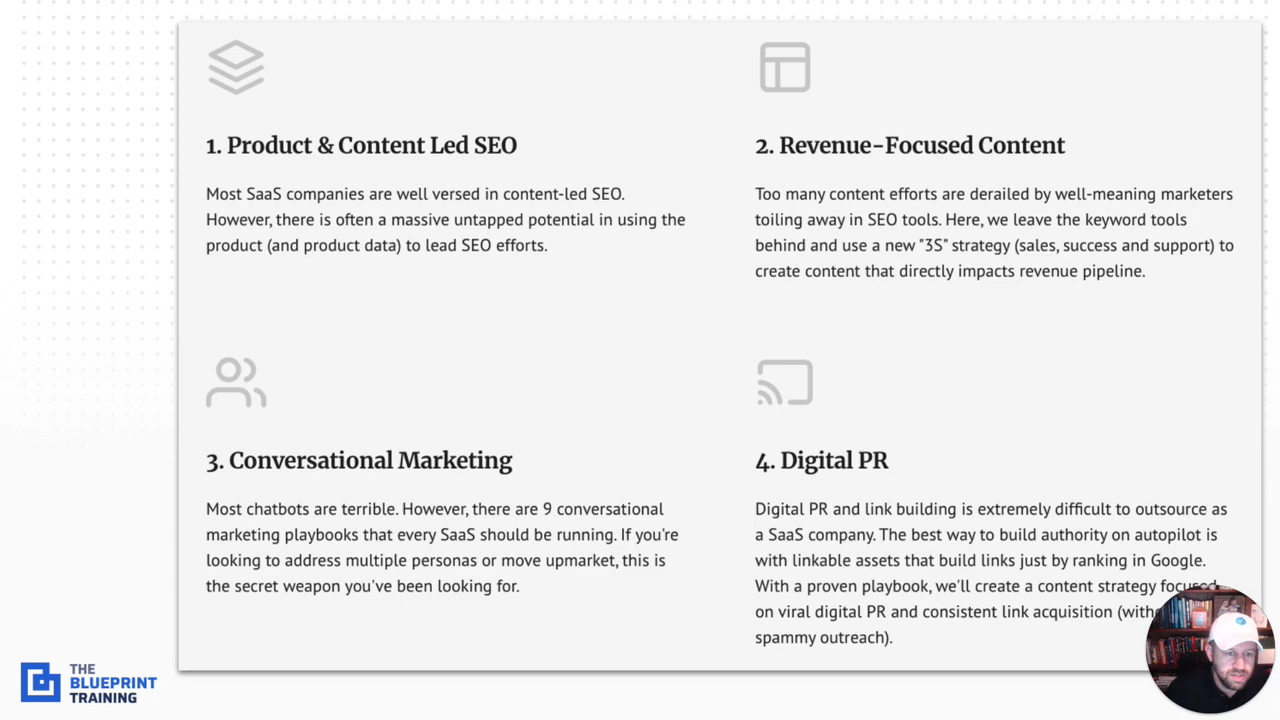 1. Product & Content Led SEO
Most SaaS companies are well versed in content-led SEO.
However, there is often a massive untapped potential in using the
product (and product data) to lead SEO efforts.
2. Revenue-Focused Content
Too many content efforts are derailed by well-meaning marketers
toiling away in SEO tools. Here, we leave the keyword tools
behind and use a new "3S" strategy (sales, success and support) to
create content that directly impacts revenue pipeline.
3. Conversational Marketing
Most chatbots are terrible. However, there are 9 conversational
marketing playbooks that every SaaS should be running. If you're
looking to address multiple personas or move upmarket, this is
the secret weapon you've been looking for.
4. Digital PR
Digital PR and link building is extremely difficult to outsource as
a SaaS company. The best way to build authority on autopilot is
with linkable assets that build links just by ranking in Google.
With a proven playbook, we'll create a content strategy focused
on viral digital PR and consistent link acquisition
spammy outreach).
THE
BLUEPRINT
TRAINING